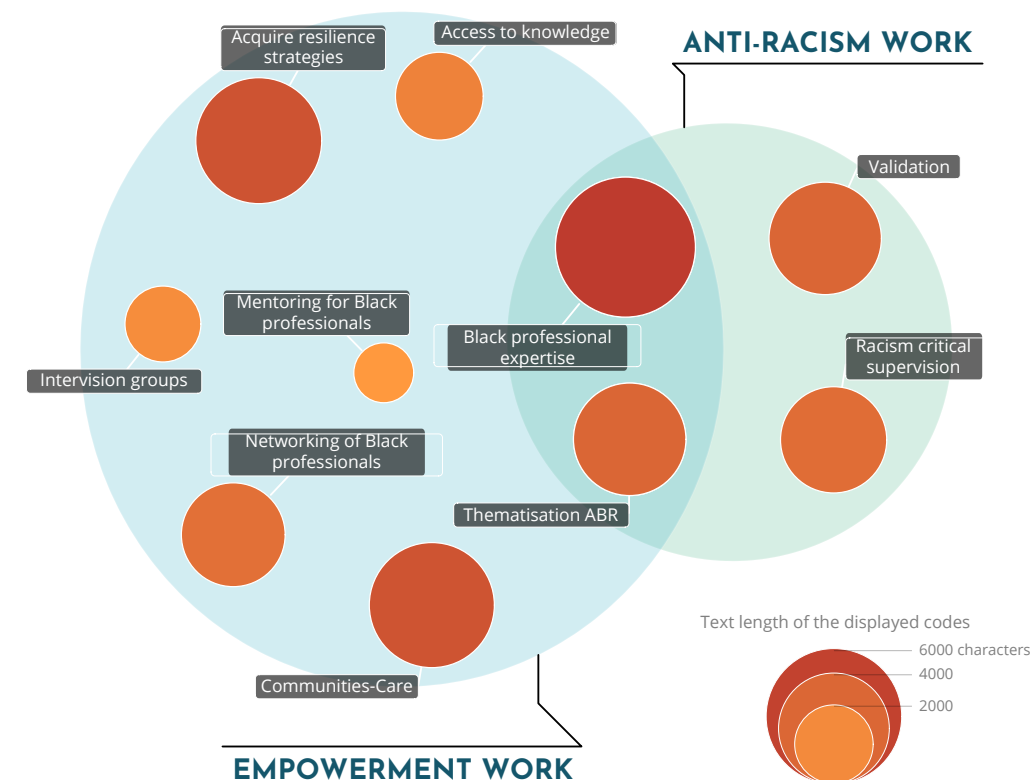 Acquire resilience
strategies
Access to knowledge
ANTI-RACISM WORK
Validation
Mentoring for Black
professionals
Black professional
expertise
Racism critical
supervision
Intervision groups
Networking of Black
professionals
Thematisation ABR
Communities-Care
EMPOWERMENT WORK
Text length of the displayed codes
6000 characters
4000
2000